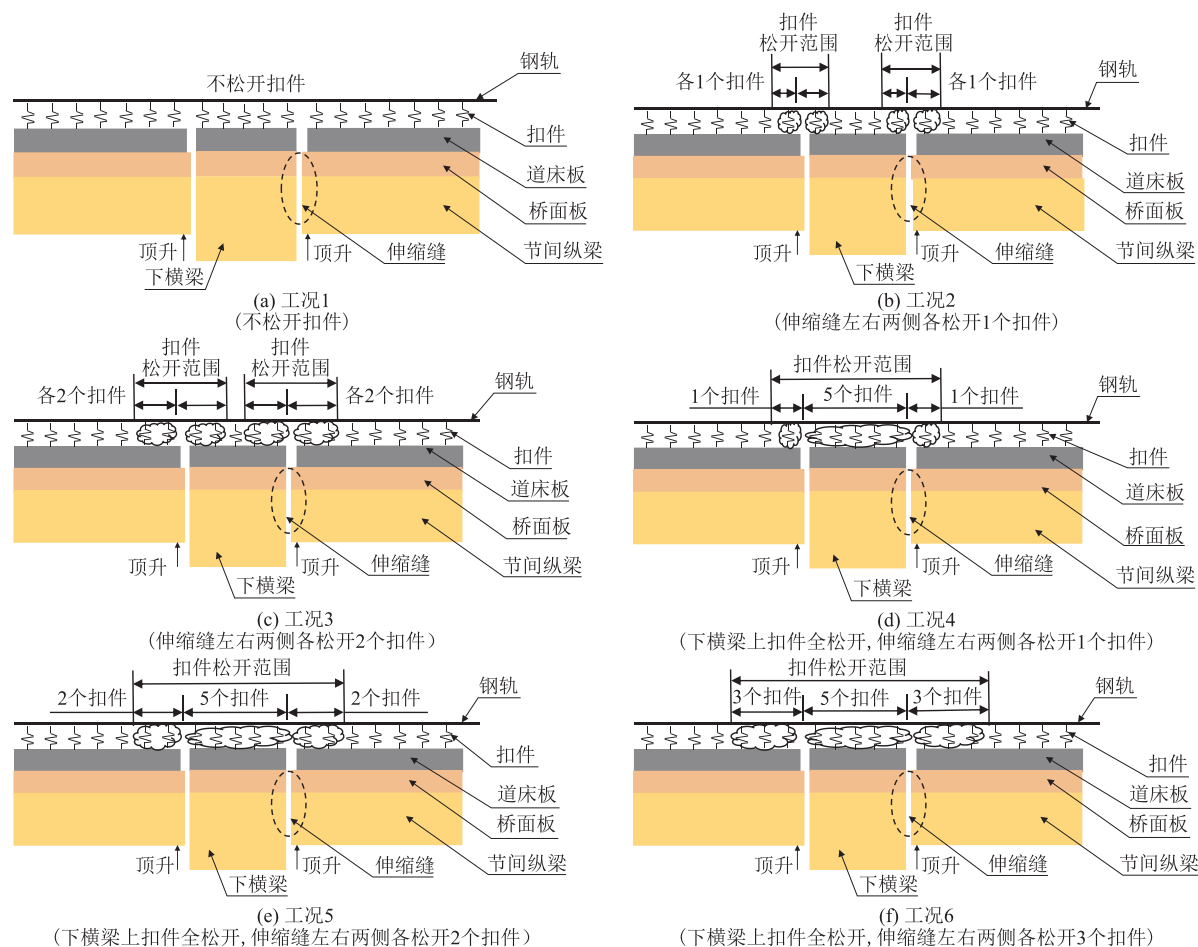 不松开扣件
钢轨
扣件
道床板
桥面板
节间纵梁
顶升
顶升
伸缩缝
下横梁
(a) 工况1
(不松开扣件)
扣件
松开范围
扣件
松开范围
各1个扣件
各1个扣件
钢轨
扣件
道床板
桥面板
节间纵梁
顶升
顶升
伸缩缝
下横梁
(b) 工况2
(伸缩缝左右两侧各松开1个扣件)
扣件
松开范围
扣件
松开范围
各2个扣件
各2个扣件
钢轨
扣件
道床板
桥面板
节间纵梁
顶升
顶升
伸缩缝
下横梁
(c) 工况3
(伸缩缝左右两侧各松开2个扣件)
扣件松开范围
1个扣件
5个扣件
1个扣件
钢轨
扣件
道床板
桥面板
节间纵梁
顶升
顶升
伸缩缝
下横梁
(d) 工况4
(下横梁上扣件全松开,伸缩缝左右两侧各松开1个扣件)
扣件松开范围
2个扣件
5个扣件
2个扣件
钢轨
扣件
道床板
桥面板
节间纵梁
顶升
顶升
伸缩缝
下横梁
(e) 工况5
(下横梁上扣件全松开,伸缩缝左右两侧各松开2个扣件)
扣件松开范围
3个扣件
5个扣件
3个扣件
钢轨
扣件
道床板
桥面板
节间纵梁
顶升
顶升
伸缩缝
下横梁
(f) 工况6
(下横梁上扣件全松开,伸缩缝左右两侧各松开3个扣件)